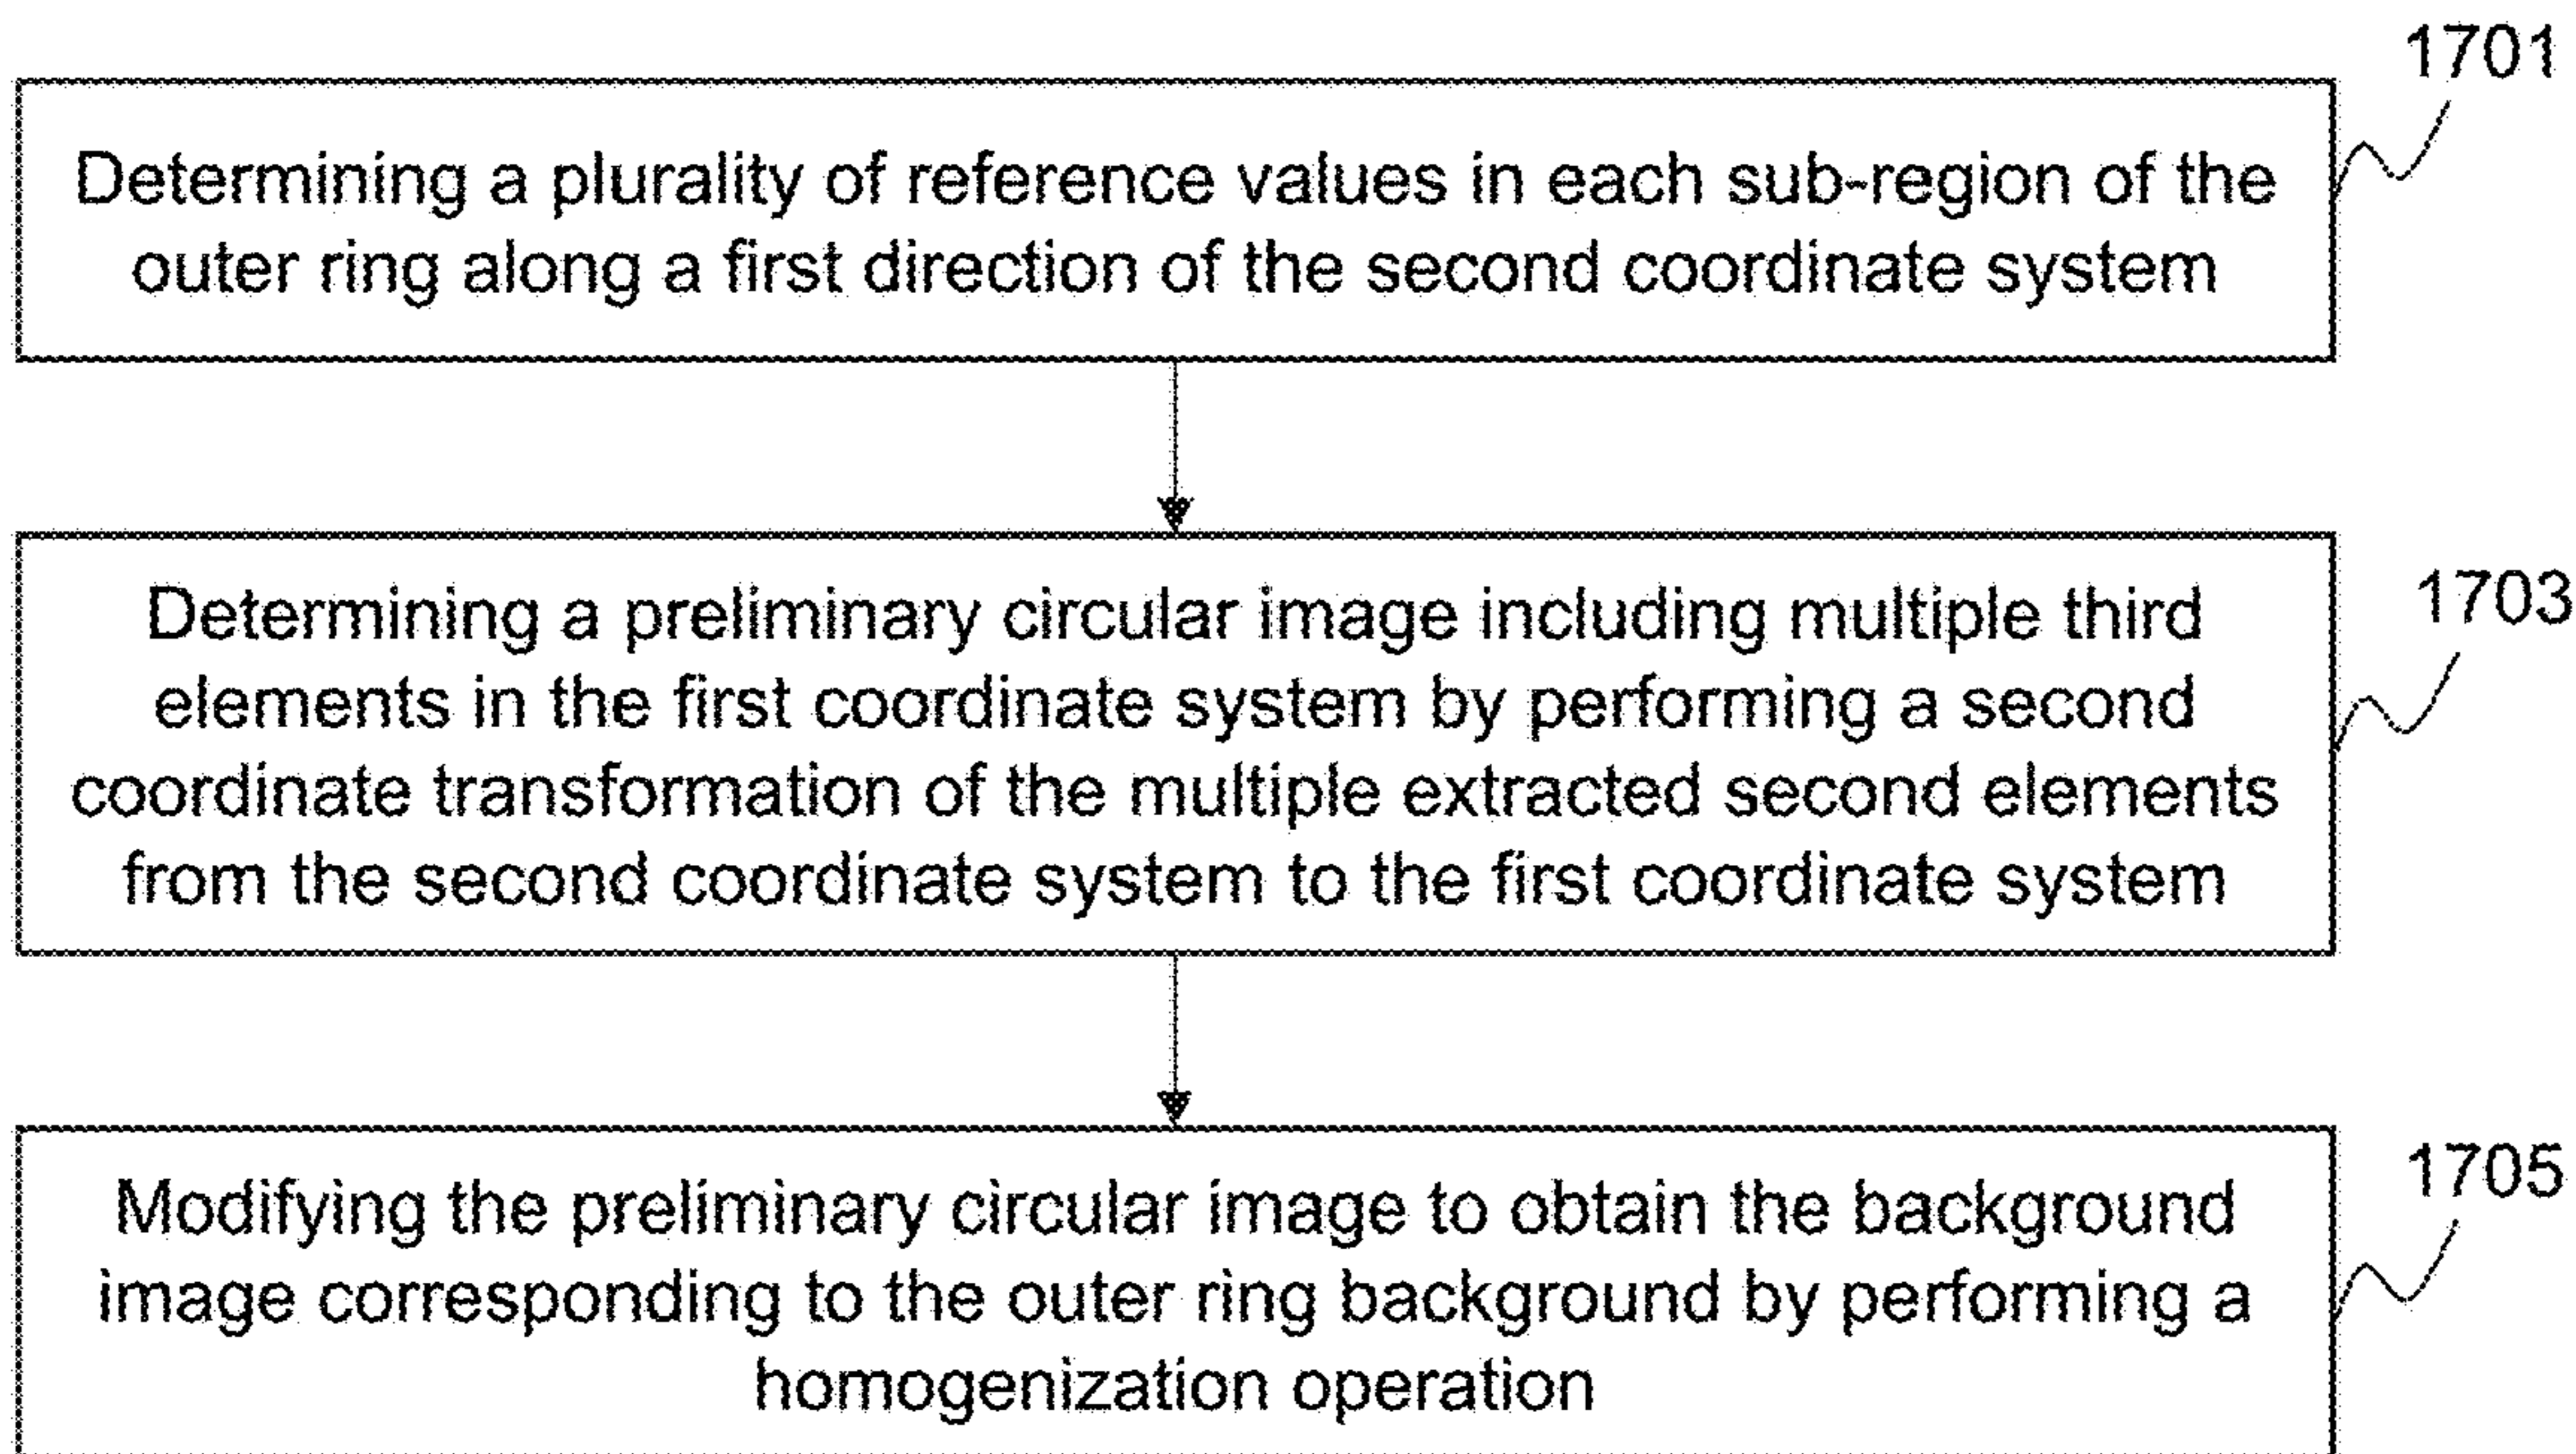 1701
Determining a plurality of reference values in each sub-region of the
outer ring along a first direction of the second coordinate system
1703
Determining a preliminary circular image including multiple third
elements in the first coordinate system by performing a second
coordinate transformation of the multiple extracted second elements
from the second coordinate system to the first coordinate system
1705
Modifying the preliminary circular image to obtain the background
image corresponding to the outer ring background by performing a
homogenization operation